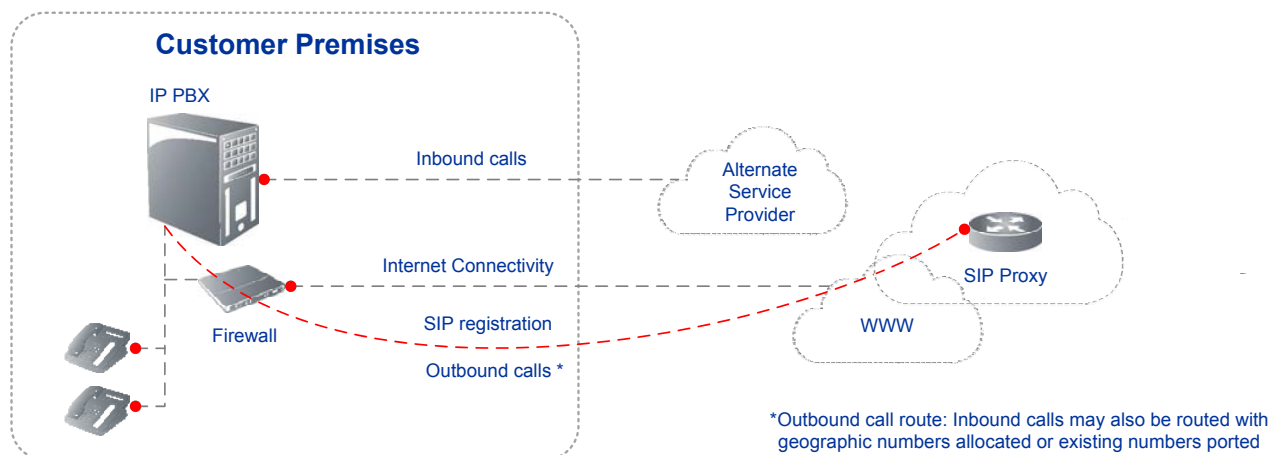 Customer Premises
IP PBX
Inbound calls
Alternate
Service
Provider
Internet Connectivity
SIP Proxy
Firewall
SIP registration
WWW
Outbound calls *
*Outbound call route: Inbound calls may also be routed with
geographic numbers allocated or existing numbers ported